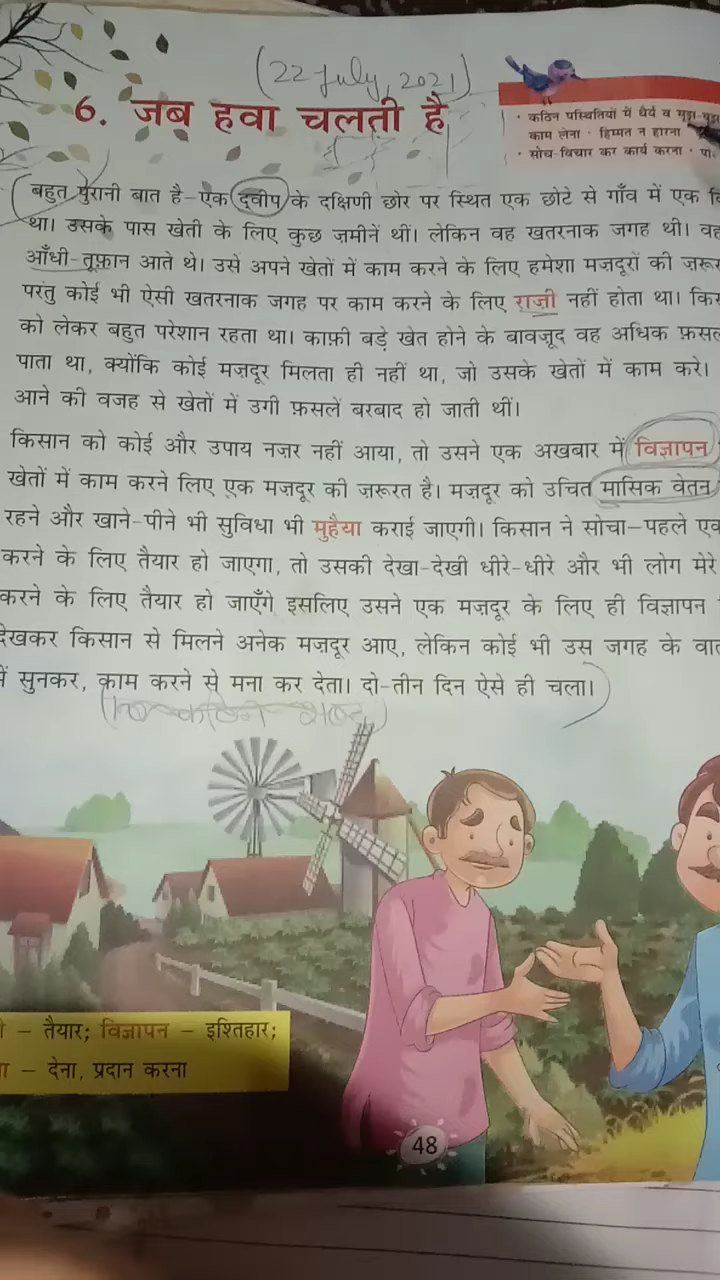 (22 July, 2021)
6. जब हवा चलती है
• कठिन परिस्थितियों में धैर्य व
काम लेना • हिम्मत न हारना
• सोच-विचार कर कार्य करना •
बहुत पुरानी बात है-एक द्वीप के दक्षिणी छोर पर स्थित एक छोटे से गाँव में एक
था। उसके पास खेती के लिए कुछ ज़मीनें थीं। लेकिन वह खतरनाक जगह थी।
आँधी-तूफ़ान आते थे। उसे अपने खेतों में काम करने के लिए हमेशा मज़दूरों की
परंतु कोई भी ऐसी खतरनाक जगह पर काम करने के लिए राज़ी नहीं होता था।
को लेकर बहुत परेशान रहता था। काफ़ी बड़े खेत होने के बावजूद वह अधिक
पाता था, क्योंकि कोई मज़दूर मिलता ही नहीं था, जो उसके खेतों में काम करे।
आने की वजह से खेतों में उगी फ़सलें बरबाद हो जाती थीं।
किसान को कोई और उपाय नज़र नहीं आया, तो उसने एक अखबार में विज्ञापन
खेतों में काम करने लिए एक मज़दूर की ज़रूरत है। मज़दूर को उचित मासिक वेतन
रहने और खाने-पीने भी सुविधा भी मुहैया कराई जाएगी। किसान ने सोचा-पहले
करने के लिए तैयार हो जाएगा, तो उसकी देखा-देखी धीरे-धीरे और भी लोग मेरे
करने के लिए तैयार हो जाएँगे इसलिए उसने एक मज़दूर के लिए ही विज्ञापन
देखकर किसान से मिलने अनेक मज़दूर आए, लेकिन कोई भी उस जगह के
सुनकर, काम करने से मना कर देता। दो-तीन दिन ऐसे ही चला।
– तैयार; विज्ञापन – इश्तिहार;
– देना, प्रदान करना
48